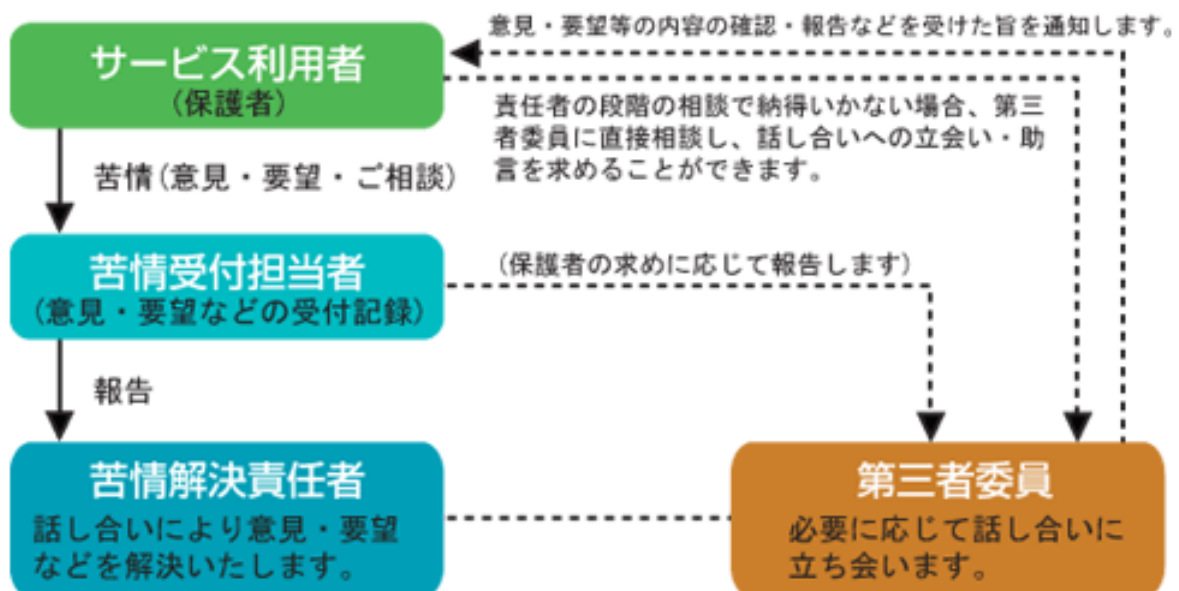 意見・要望等の内容の確認・報告などを受けた旨を通知します。
サービス利用者
(保護者)
責任者の段階の相談で納得いかない場合、第三
者委員に直接相談し、話し合いへの立会い・助
言を求めることができます。
苦情(意見・要望・ご相談)
苦情受付担当者
(意見・要望などの受付記録)
(保護者の求めに応じて報告します)
報告
苦情解決責任者
話し合いにより意見・要望
などを解決いたします。
第三者委員
必要に応じて話し合いに
立ち会います。